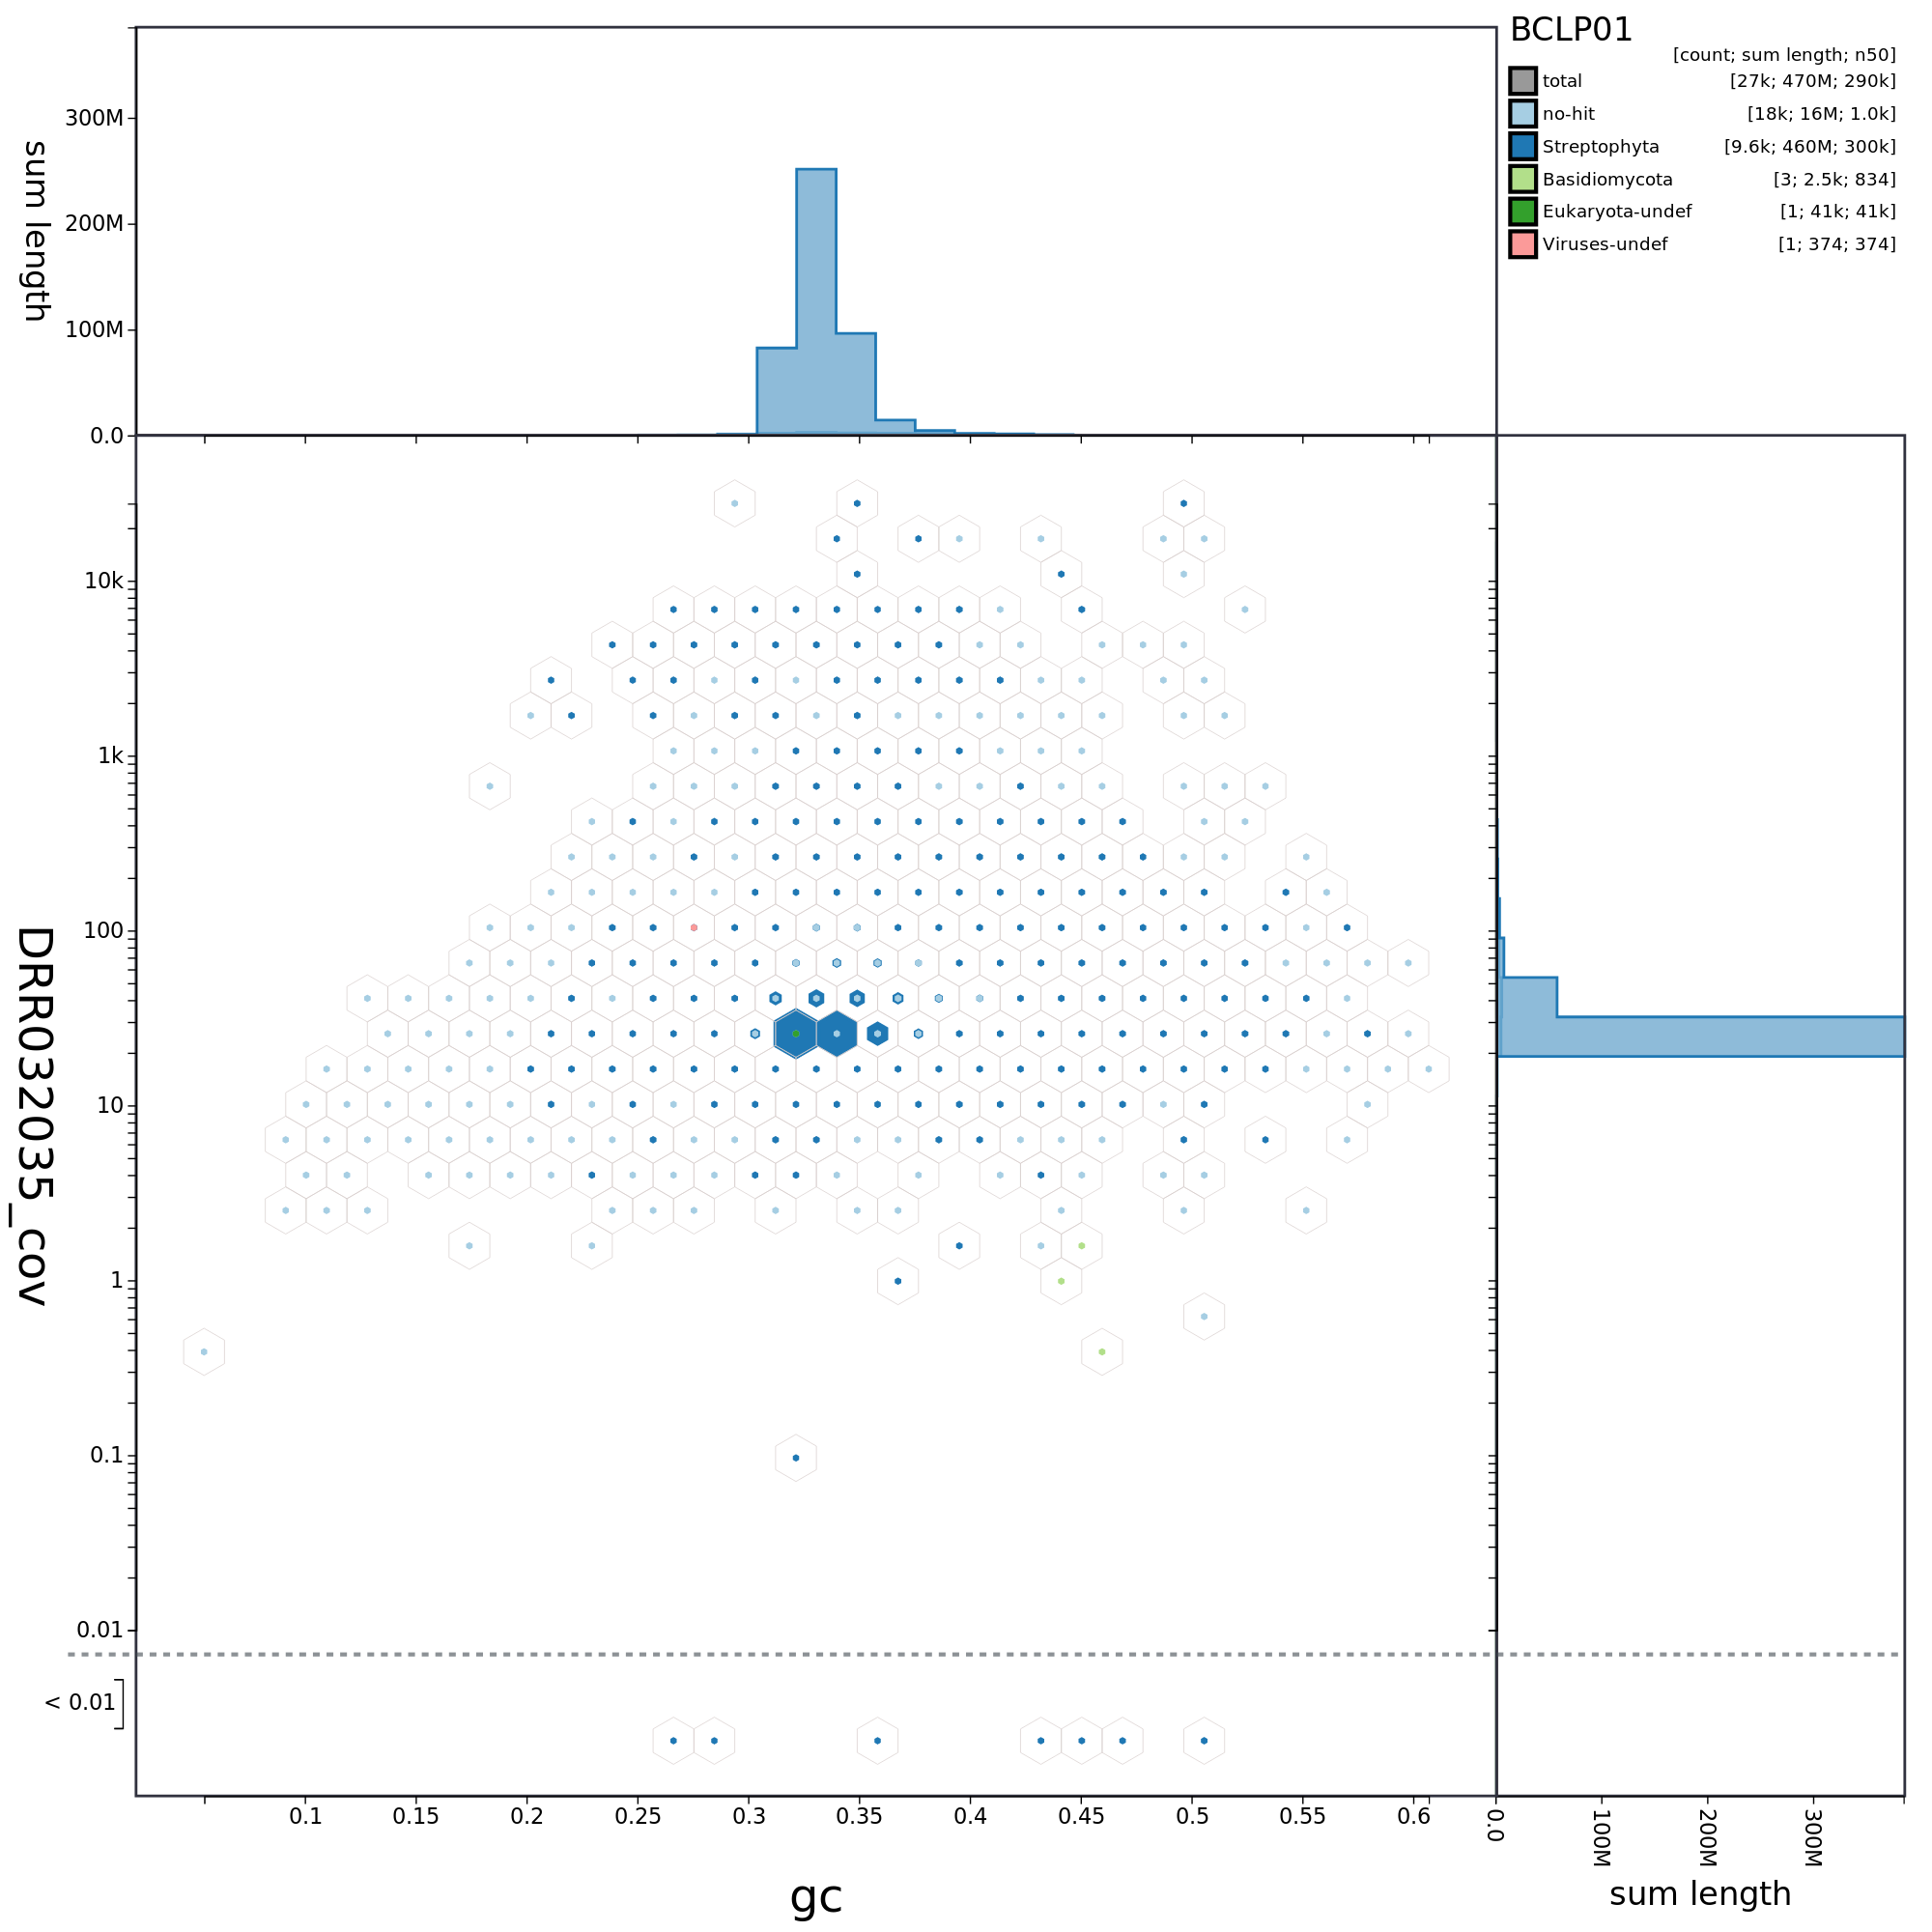 BCLP01
[count; sum length; n50]
total [27k; 470M; 290k]
no-hit [18k; 16M; 1.0k]
Streptophyta [9.6k; 460M; 300k]
Basidiomycota [3; 2.5k; 834]
Eukaryota-undef [1; 41k; 41k]
Viruses-undef [1; 374; 374]
sum length
300M
200M
100M
0.0
DRR032035_cov
10k
1k
100
10
1
0.1
0.01
< 0.01
0.1 0.15 0.2 0.25 0.3 0.35 0.4 0.45 0.5 0.55 0.6
gc
0.0 100M 200M 300M
sum length